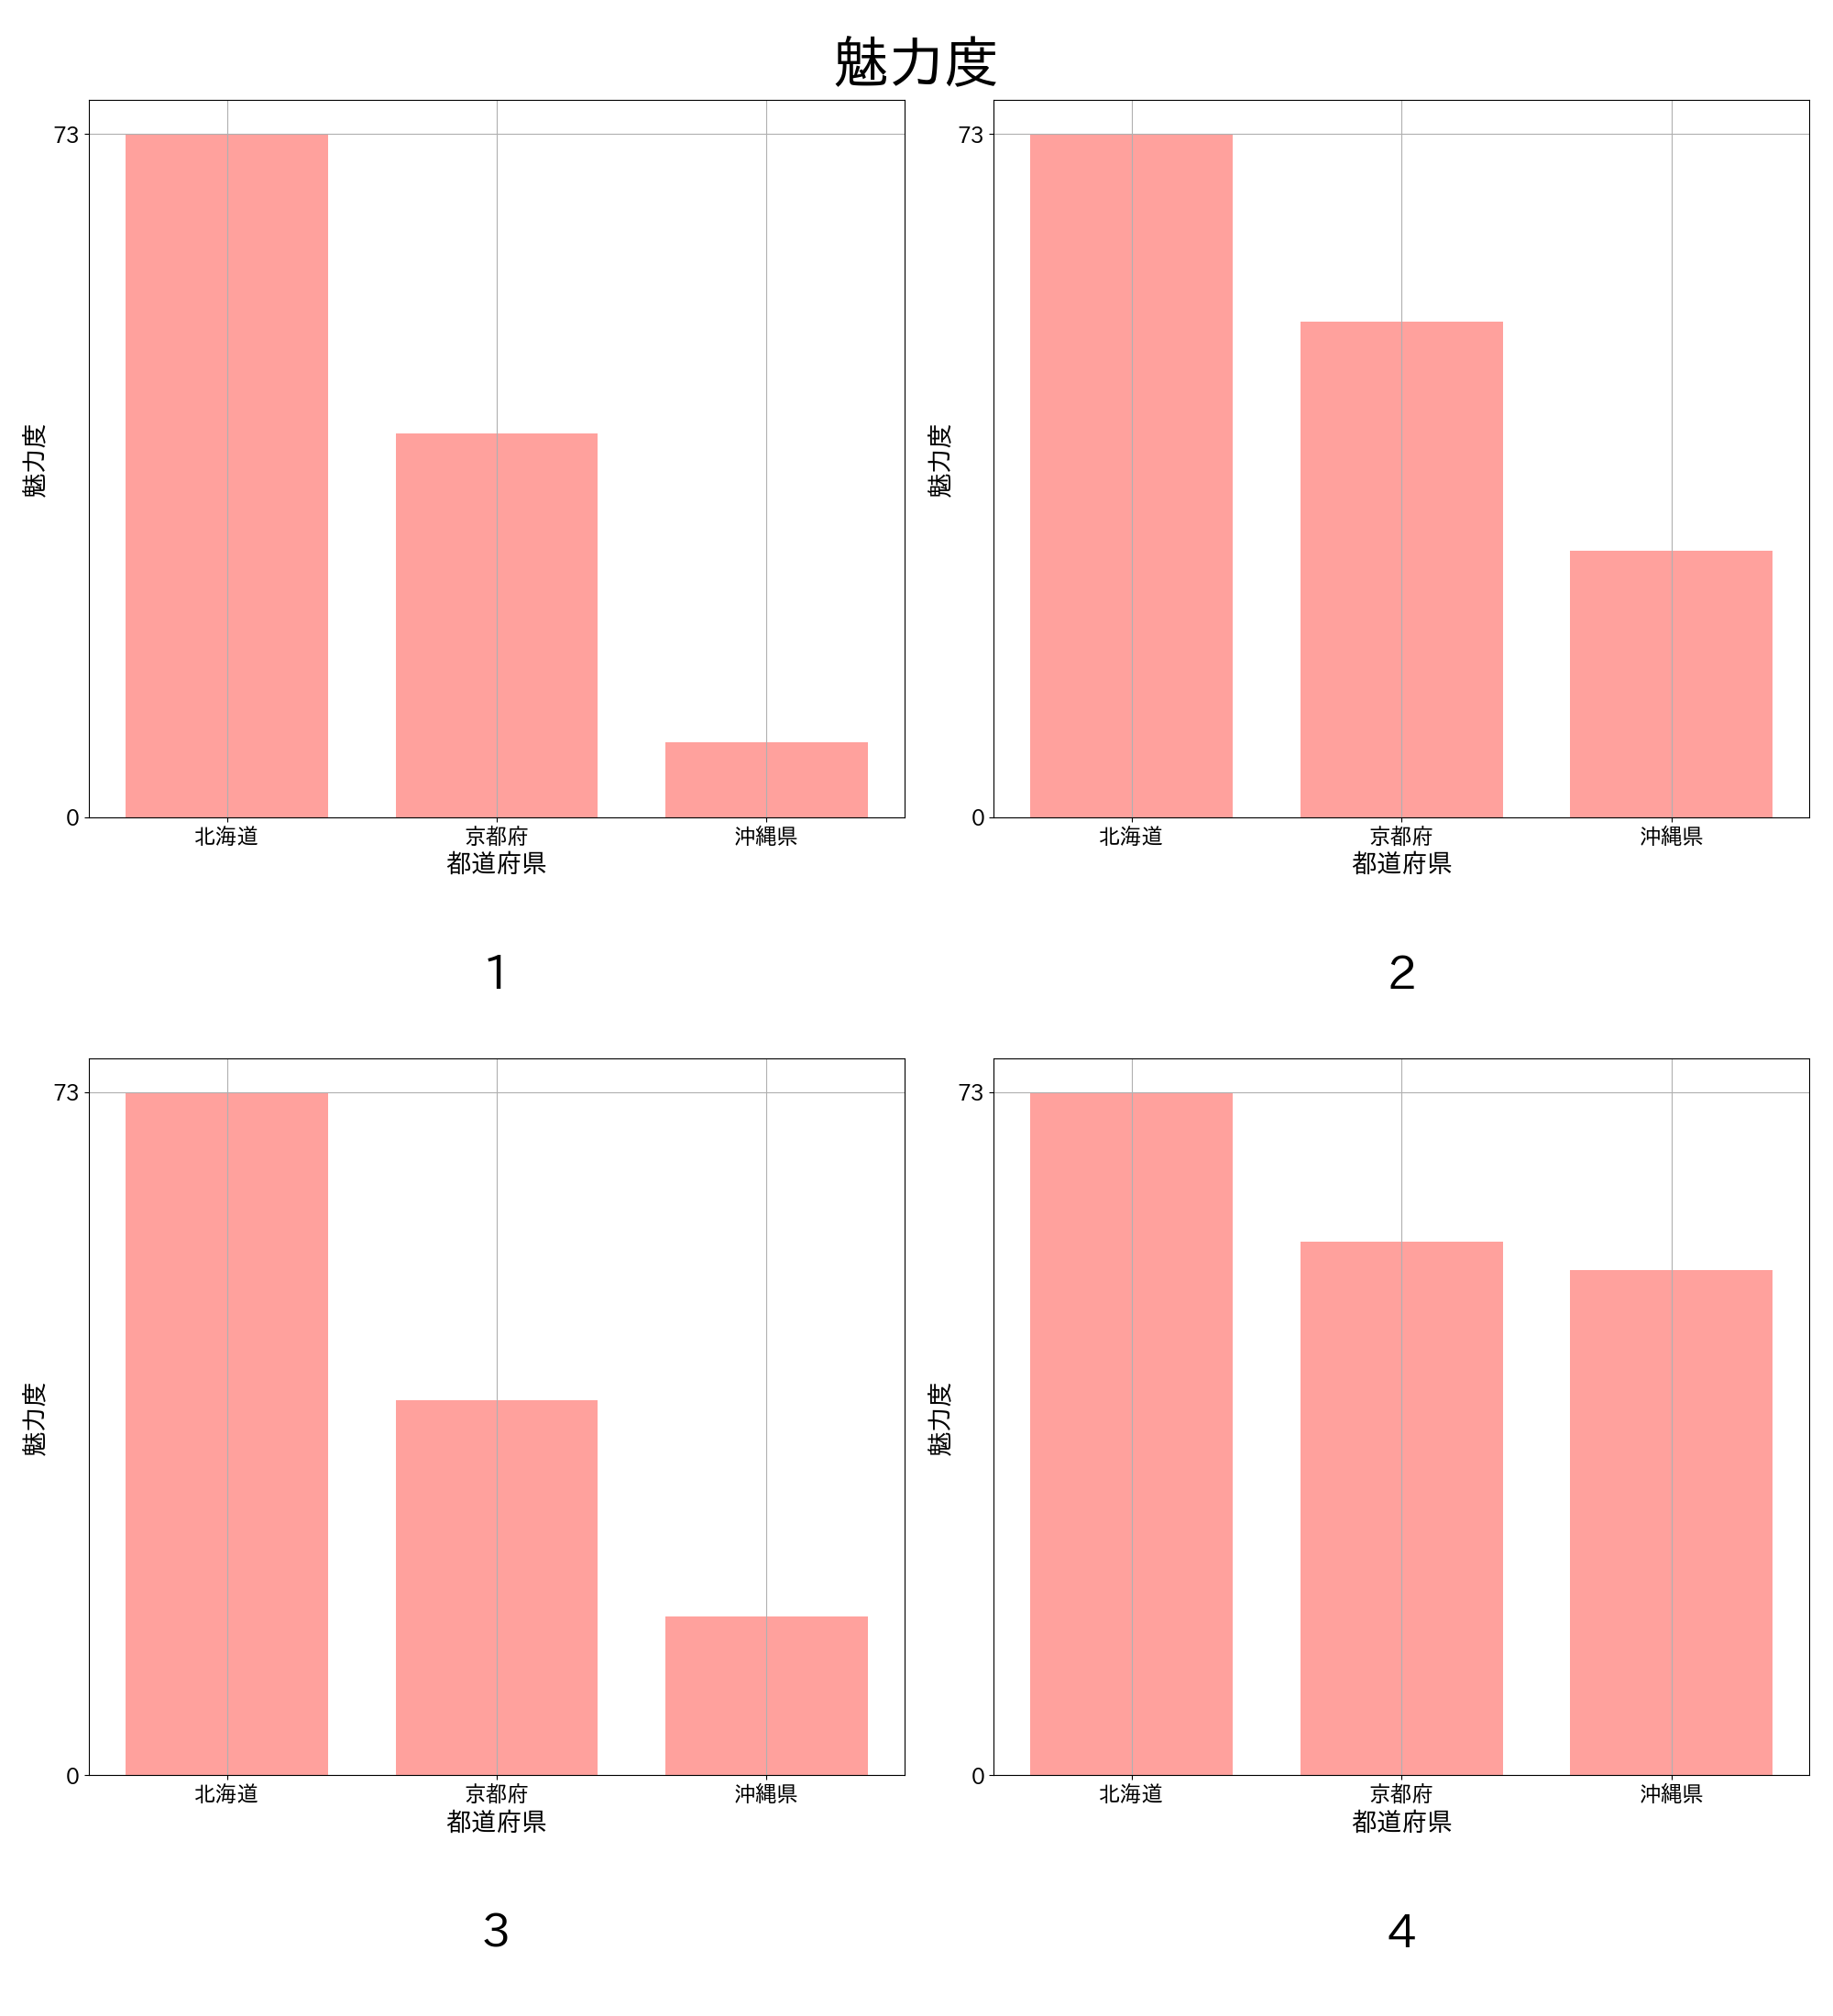 魅力度
73
魅力度
0
北海道 京都府 沖縄県
都道府県
1
73
魅力度
0
北海道 京都府 沖縄県
都道府県
2
73
魅力度
0
北海道 京都府 沖縄県
都道府県
3
73
魅力度
0
北海道 京都府 沖縄県
都道府県
4